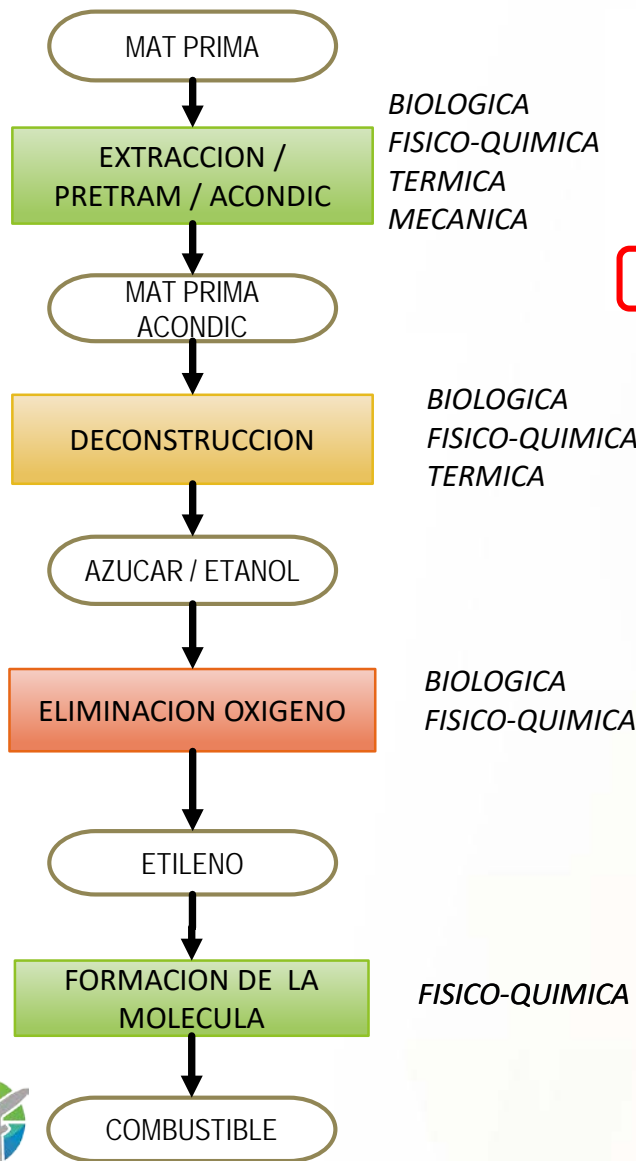 MAT PRIMA
EXTRACCION /
PRETRAM / ACONDIC
BIOLOGICA
FISICO-QUIMICA
TERMICA
MECANICA
MAT PRIMA
ACONDIC
DECONSTRUCCION
BIOLOGICA
FISICO-QUIMICA
TERMICA
AZUCAR / ETANOL
ELIMINACION OXIGENO
BIOLOGICA
FISICO-QUIMICA
ETILENO
FORMACION DE LA
MOLECULA
FISICO-QUIMICA
COMBUSTIBLE